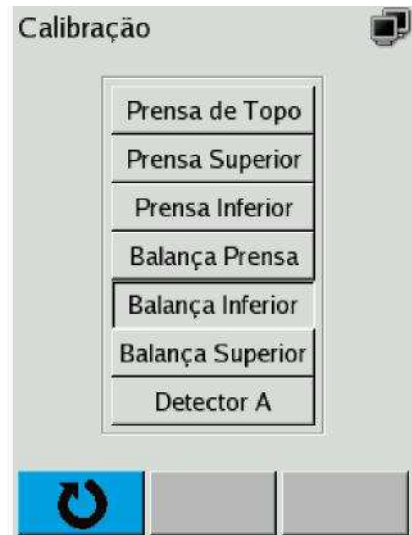 Calibração
Prensa de Topo
Prensa Superior
Prensa Inferior
Balança Prensa
Balança Inferior
Balança Superior
Detector A